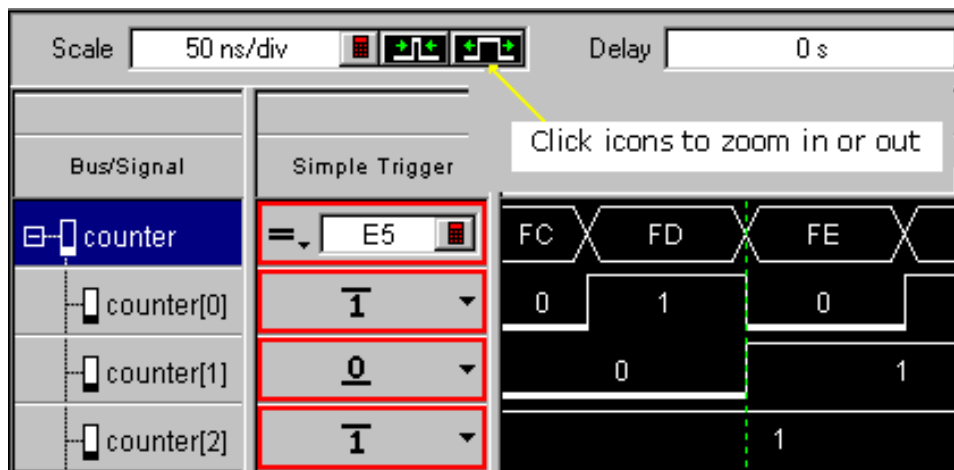 Scale 50 ns/div Delay 0 s
Click icons to zoom in or out
Bus/Signal Simple Trigger
counter = E5 FC FD FE
counter[0] 1 0 1 0
counter[1] 0 0 1
counter[2] 1 1